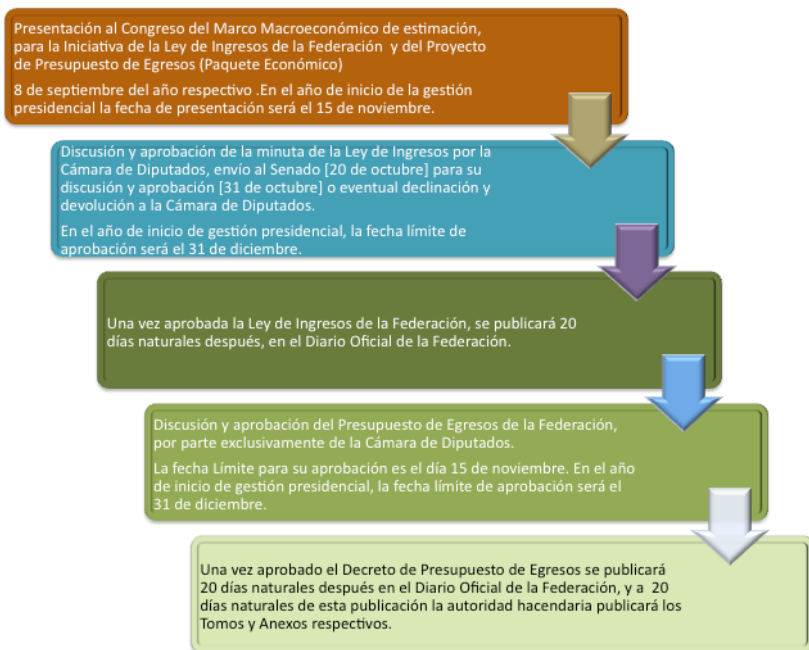 Presentación al Congreso del Marco Macroeconómico de estimación,
para la Iniciativa de la Ley de Ingresos de la Federación y del Proyecto
de Presupuesto de Egresos (Paquete Económico)
8 de septiembre del año respectivo .En el año de inicio de la gestión
presidencial la fecha de presentación será el 15 de noviembre.
Discusión y aprobación de la minuta de la Ley de Ingresos por la
Cámara de Diputados, envío al Senado [20 de octubre] para su
discusión y aprobación [31 de octubre] o eventual declinación y
devolución a la Cámara de Diputados.
En el año de inicio de gestión presidencial, la fecha límite de
aprobación será el 31 de diciembre.
Una vez aprobada la Ley de Ingresos de la Federación, se publicará 20
días naturales después, en el Diario Oficial de la Federación.
Discusión y aprobación del Presupuesto de Egresos de la Federación,
por parte exclusivamente de la Cámara de Diputados.
La fecha Límite para su aprobación es el día 15 de noviembre. En el año
de inicio de gestión presidencial, la fecha límite de aprobación será el
31 de diciembre.
Una vez aprobado el Decreto de Presupuesto de Egresos se publicará
20 días naturales después en el Diario Oficial de la Federación, y a 20
días naturales de esta publicación la autoridad hacendaria publicará los
Tomos y Anexos respectivos.